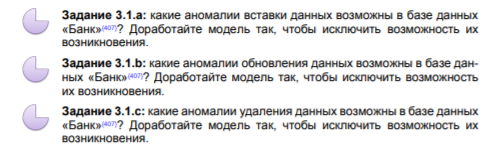 Задание 3.1.a: какие аномалии вставки данных возможны в базе данных
«Банк»{407}? Доработайте модель так, чтобы исключить возможность их
возникновения.
Задание 3.1.b: какие аномалии обновления данных возможны в базе дан-
ных «Банк»{407}? Доработайте модель так, чтобы исключить возможность
их возникновения.
Задание 3.1.c: какие аномалии удаления данных возможны в базе данных
«Банк»{407}? Доработайте модель так, чтобы исключить возможность их
возникновения.